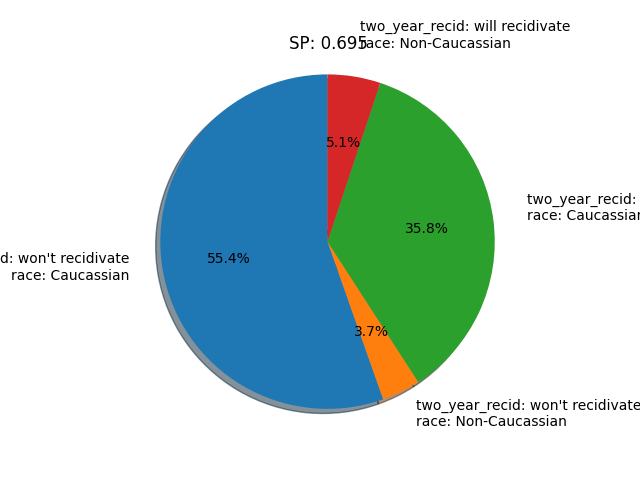 two_year_recid: will recidivate
SP: 0.695
race: Non-Caucassian
5.1%
two_year_recid:
race: Caucassian
35.8%
d: won't recidivate
race: Caucassian
55.4%
3.7%
two_year_recid: won't recidivate
race: Non-Caucassian